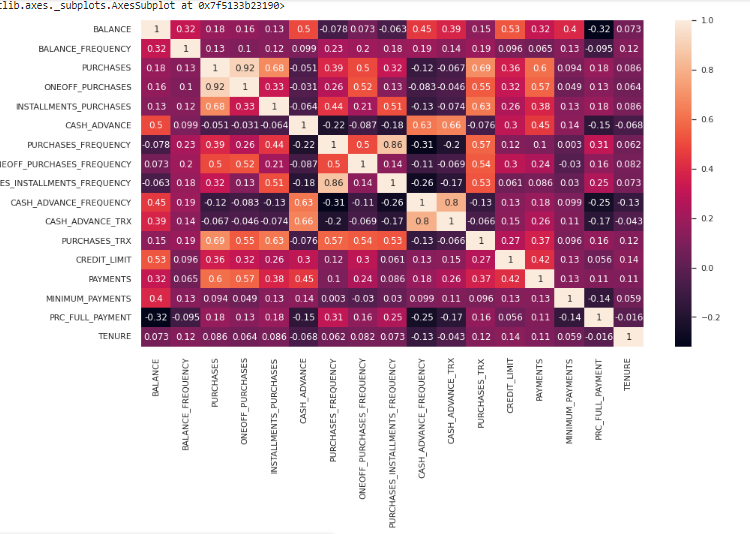 tlib.axes._subplots.AxesSubplot at 0x7f5133b23190>
BALANCE 1 0.32 0.18 0.16 0.13 0.5 -0.078 0.073 -0.063 0.45 0.39 0.15 0.53 0.32 0.4 -0.32 0.073
BALANCE_FREQUENCY 0.32 1 0.13 0.1 0.12 0.099 0.23 0.2 0.18 0.19 0.14 0.19 0.096 0.065 0.13 -0.095 0.12
PURCHASES 0.18 0.13 1 0.92 0.68 -0.051 0.39 0.5 0.32 -0.12 -0.067 0.69 0.36 0.6 0.094 0.18 0.086
ONEOFF_PURCHASES 0.16 0.1 0.92 1 0.33 -0.031 0.26 0.52 0.13 -0.083 -0.046 0.55 0.32 0.57 0.049 0.13 0.064
INSTALLMENTS_PURCHASES 0.13 0.12 0.68 0.33 1 -0.064 0.44 0.21 0.51 -0.13 -0.074 0.63 0.26 0.38 0.13 0.18 0.086
CASH_ADVANCE 0.5 0.099 -0.051 -0.031 -0.064 1 -0.22 -0.087 -0.18 0.63 0.66 -0.076 0.3 0.45 0.14 -0.15 -0.068
PURCHASES_FREQUENCY -0.078 0.23 0.39 0.26 0.44 -0.22 1 0.5 0.86 -0.31 -0.2 0.57 0.12 0.1 0.003 0.31 0.062
NEOFF_PURCHASES_FREQUENCY 0.073 0.2 0.5 0.52 0.21 -0.087 0.5 1 0.14 -0.11 -0.069 0.54 0.3 0.24 -0.03 0.16 0.082
ES_INSTALLMENTS_FREQUENCY -0.063 0.18 0.32 0.13 0.51 -0.18 0.86 0.14 1 -0.26 -0.17 0.53 0.061 0.086 0.03 0.25 0.073
CASH_ADVANCE_FREQUENCY 0.45 0.19 -0.12 -0.083 -0.13 0.63 -0.31 -0.11 -0.26 1 0.8 -0.13 0.13 0.18 0.099 -0.25 -0.13
CASH_ADVANCE_TRX 0.39 0.14 -0.067 -0.046 -0.074 0.66 -0.2 -0.069 -0.17 0.8 1 -0.066 0.15 0.26 0.11 -0.17 -0.043
PURCHASES_TRX 0.15 0.19 0.69 0.55 0.63 -0.076 0.57 0.54 0.53 -0.13 -0.066 1 0.27 0.37 0.096 0.16 0.12
CREDIT_LIMIT 0.53 0.096 0.36 0.32 0.26 0.3 0.12 0.3 0.061 0.13 0.15 0.27 1 0.42 0.13 0.056 0.14
PAYMENTS 0.32 0.065 0.6 0.57 0.38 0.45 0.1 0.24 0.086 0.18 0.26 0.37 0.42 1 0.13 0.11 0.11
MINIMUM_PAYMENTS 0.4 0.13 0.094 0.049 0.13 0.14 0.003 -0.03 0.03 0.099 0.11 0.096 0.13 0.13 1 -0.14 0.059
PRC_FULL_PAYMENT -0.32 -0.095 0.18 0.13 0.18 -0.15 0.31 0.16 0.25 -0.25 -0.17 0.16 0.056 0.11 -0.14 1 -0.016
TENURE 0.073 0.12 0.086 0.064 0.086 -0.068 0.062 0.082 0.073 -0.13 -0.043 0.12 0.14 0.11 0.059 -0.016 1
BALANCE
BALANCE_FREQUENCY
PURCHASES
ONEOFF_PURCHASES
INSTALLMENTS_PURCHASES
CASH_ADVANCE
PURCHASES_FREQUENCY
ONEOFF_PURCHASES_FREQUENCY
PURCHASES_INSTALLMENTS_FREQUENCY
CASH_ADVANCE_FREQUENCY
CASH_ADVANCE_TRX
PURCHASES_TRX
CREDIT_LIMIT
PAYMENTS
MINIMUM_PAYMENTS
PRC_FULL_PAYMENT
TENURE
1.0
0.8
0.6
0.4
0.2
0.0
−0.2